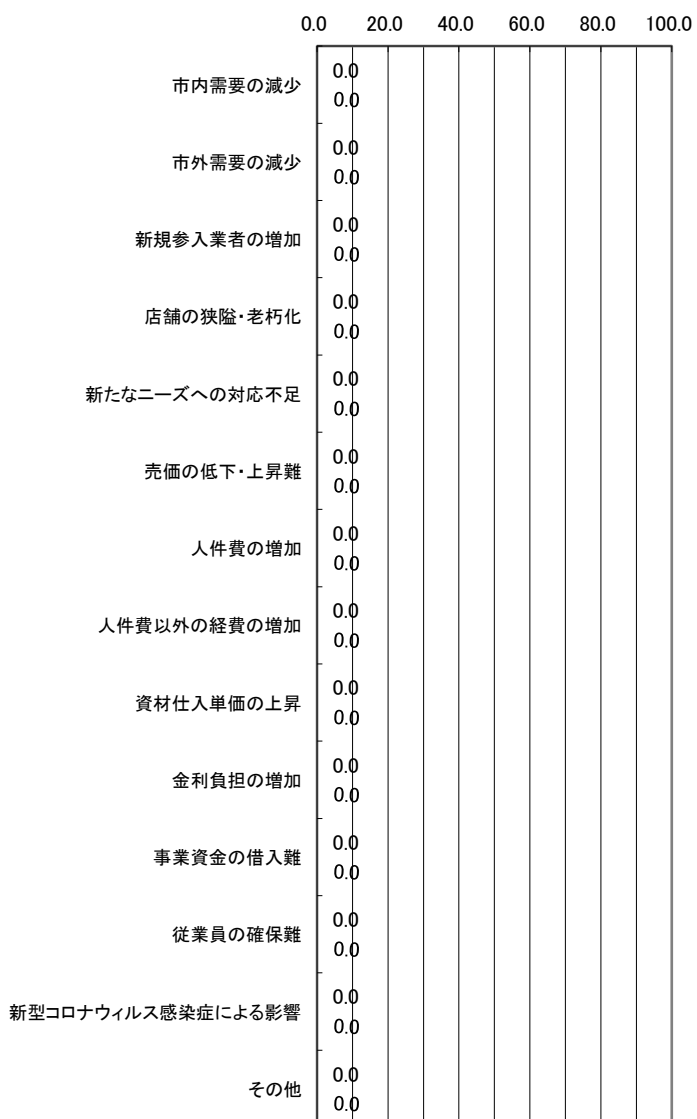 0.0 20.0 40.0 60.0 80.0 100.0
市内需要の減少
0.0
0.0
市外需要の減少
0.0
0.0
新規参入業者の増加
0.0
0.0
店舗の狭隘・老朽化
0.0
0.0
新たなニーズへの対応不足
0.0
0.0
売価の低下・上昇難
0.0
0.0
人件費の増加
0.0
0.0
人件費以外の経費の増加
0.0
0.0
資材仕入単価の上昇
0.0
0.0
金利負担の増加
0.0
0.0
事業資金の借入難
0.0
0.0
従業員の確保難
0.0
0.0
新型コロナウィルス感染症による影響
0.0
0.0
その他
0.0
0.0